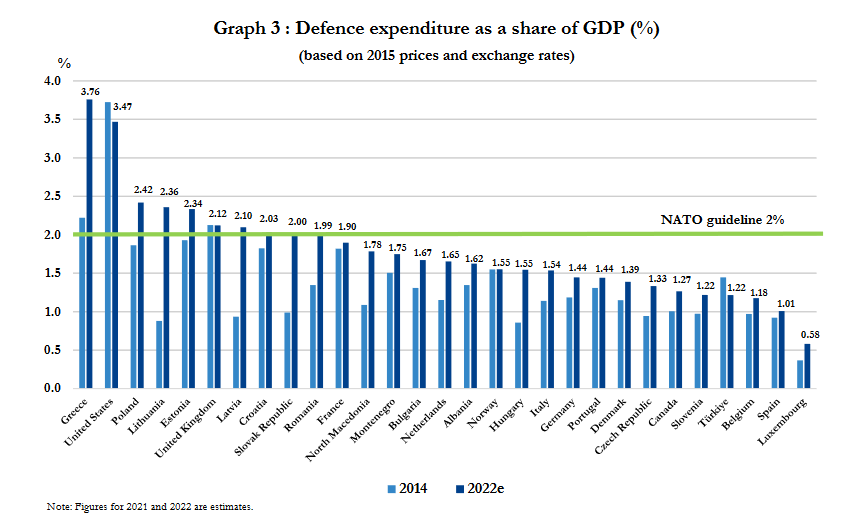 Graph 3 : Defence expenditure as a share of GDP (%)
(based on 2015 prices and exchange rates)
%
4.0
3.5
3.0
2.5
2.0
1.5
1.0
0.5
0.0
3.76
3.47
2.42
2.36
2.34
2.12
2.10
2.03
2.00
1.99
1.90
1.78
1.75
1.67
1.65
1.62
1.55
1.55
1.54
1.44
1.44
1.39
1.33
1.27
1.22
1.22
1.18
1.01
0.58
NATO guideline 2%
Greece
United States
Poland
Lithuania
Estonia
United Kingdom
Latvia
Croatia
Slovak Republic
Romania
France
North Macedonia
Montenegro
Bulgaria
Netherlands
Albania
Norway
Hungary
Italy
Germany
Portugal
Denmark
Czech Republic
Canada
Slovenia
Türkiye
Belgium
Spain
Luxembourg
2014
2022e
Note: Figures for 2021 and 2022 are estimates.